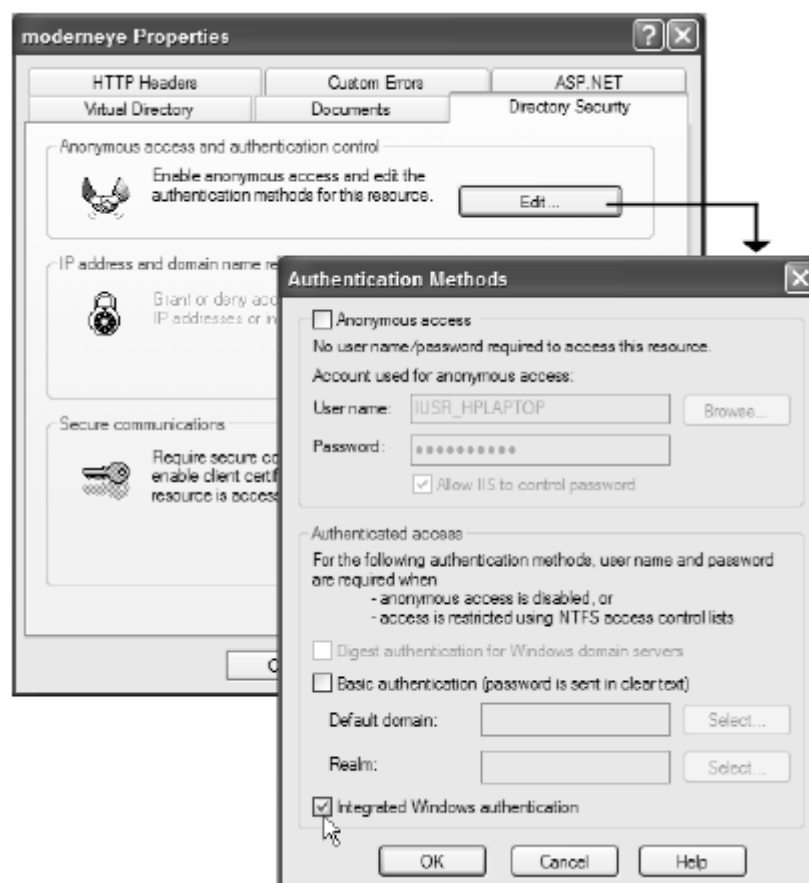 moderneye Properties
HTTP Headers
Custom Errors
ASP.NET
Virtual Directory
Documents
Directory Security
Anonymous access and authentication control
Enable anonymous access and edit the
authentication methods for this resource.
Edit...
IP address and domain name re
Grant or deny acc
IP addresses or in
Secure communications
Require secure co
enable client certif
resource is access
Authentication Methods
Anonymous access
No user name/password required to access this resource.
Account used for anonymous access:
User name:
IUSR_HPLAPTOP
Browse...
Password:
••••••••••
Allow IIS to control password
Authenticated access
For the following authentication methods, user name and password
are required when
- anonymous access is disabled, or
- access is restricted using NTFS access control lists
Digest authentication for Windows domain servers
Basic authentication (password is sent in clear text)
Default domain:
Select...
Realm:
Select...
Integrated Windows authentication
OK
Cancel
Help